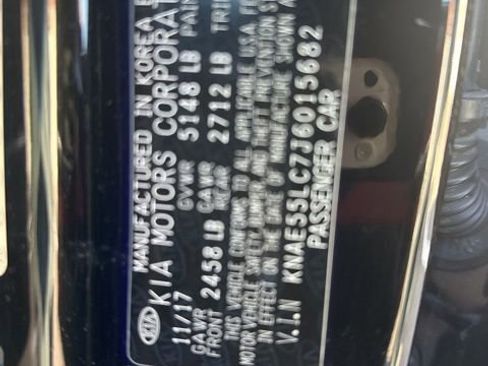 MANUFACTURED IN KOREA
KIA MOTORS CORPORAT
11/17 GVWR 5148 LB PAIN
GAWR FRONT 2458 LB GAWR REAR 2712 LB TRI
THIS VEHICLE CONFORMS TO ALL APPLICABLE U.S.A.
MOTOR VEHICLE SAFETY, BUMPER, AND THEFT PREVENTION S
IN EFFECT ON THE DATE OF MANUFACTURE SHOWN A
V.I.N KNAE55LC7J6015682
PASSENGER CAR